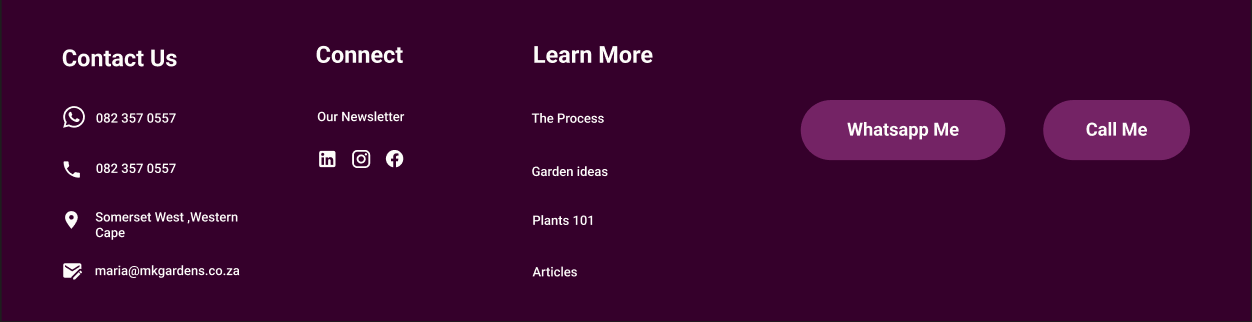 Contact Us
082 357 0557
082 357 0557
Somerset West ,Western
Cape
maria@mkgardens.co.za
Connect
Our Newsletter
Learn More
The Process
Garden ideas
Plants 101
Articles
Whatsapp Me
Call Me